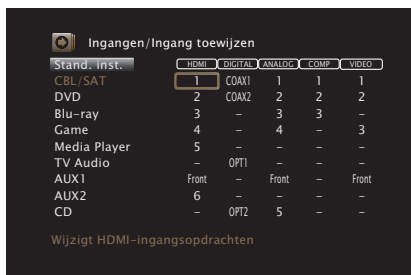 Ingangen/Ingang toewijzen
Stand. inst. HDMI DIGITAL ANALOG COMP VIDEO
CBL/SAT 1 COAX1 1 1 1
DVD 2 COAX2 2 2 2
Blu-ray 3 – 3 3 –
Game 4 – 4 – 3
Media Player 5 – – – –
TV Audio – OPT1 – – –
AUX1 Front – Front – Front
AUX2 6 – – – –
CD – OPT2 5 – –
Wijzigt HDMI-ingangsopdrachten